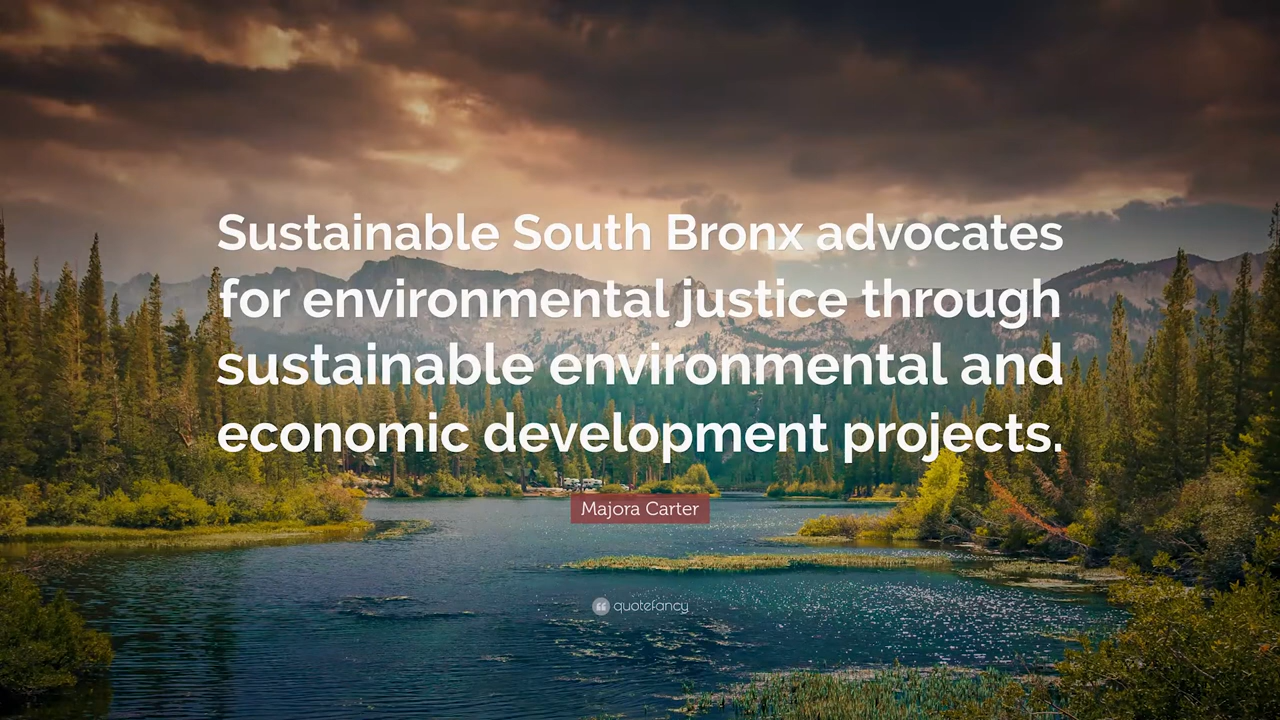 Sustainable South Bronx advocates
for environmental justice through
sustainable environmental and
economic development projects.
Majora Carter
quotefancy